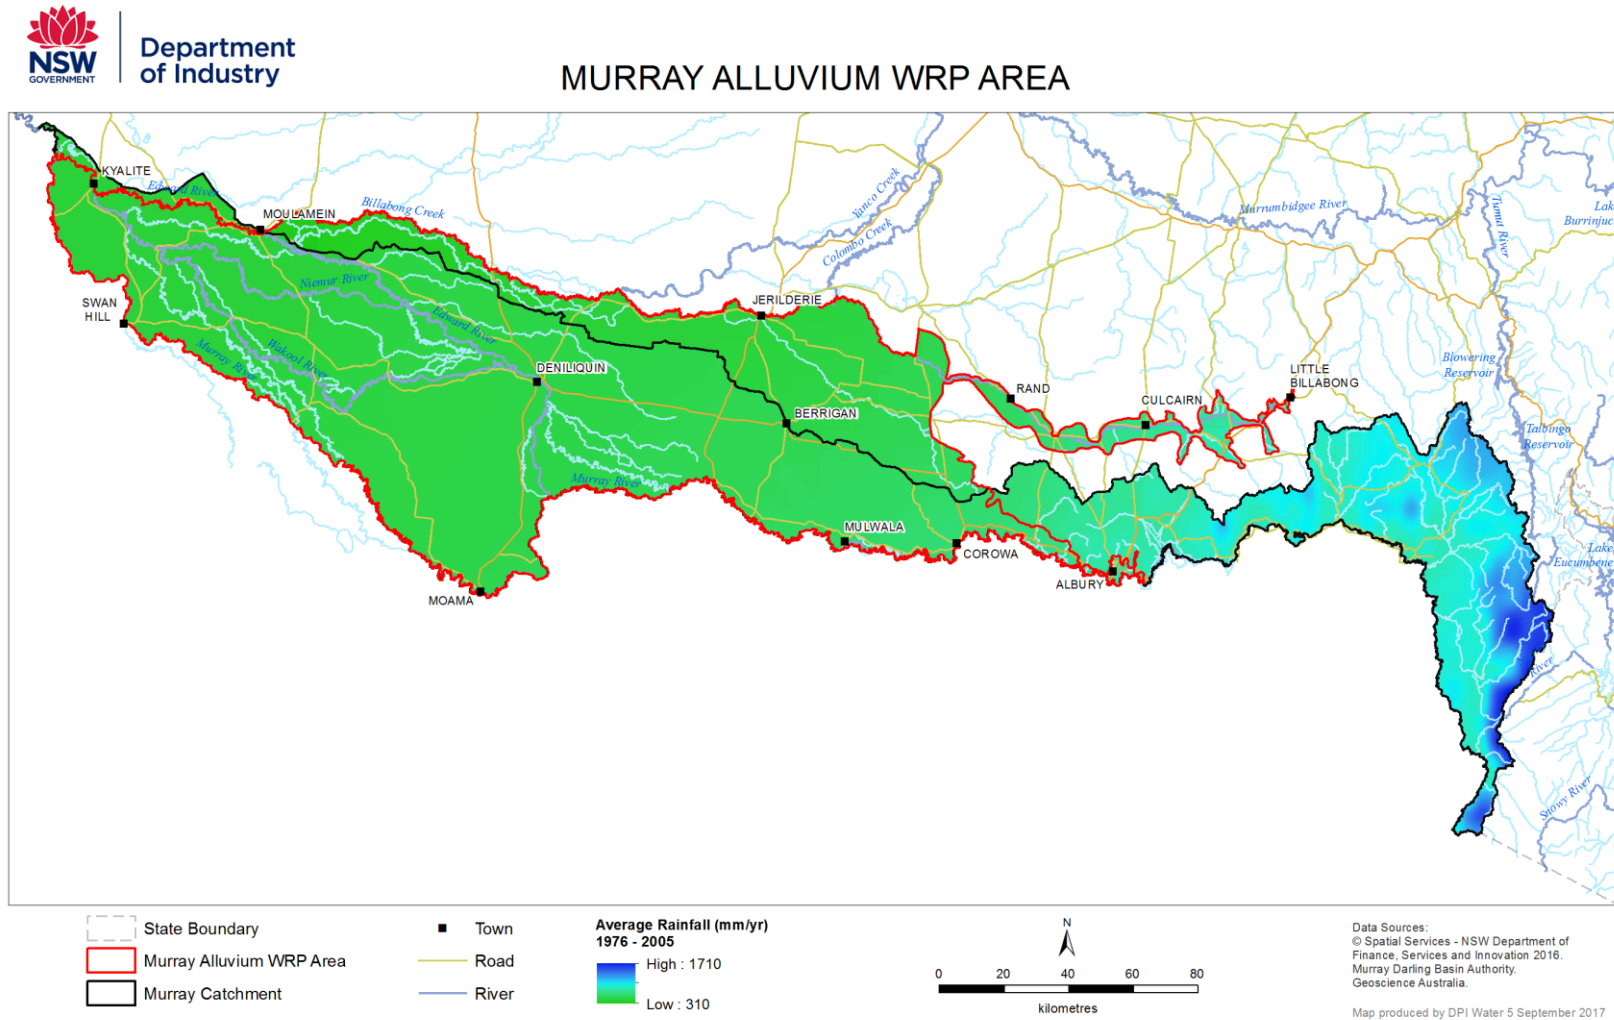 NSW
GOVERNMENT
Department
of Industry
MURRAY ALLUVIUM WRP AREA
KYALITE
Edward River
MOULAMEIN
Billabong Creek
Yanco Creek
Colombo Creek
Murrumbidgee River
Tumut River
Lak
Burrinjuc
Niemur River
SWAN
HILL
Murray River
Wakool River
Edward River
JERILDERIE
DENILIQUIN
BERRIGAN
RAND
CULCAIRN
LITTLE
BILLABONG
Blowering
Reservoir
Talbingo
Reservoir
Murray River
MULWALA
COROWA
ALBURY
MOAMA
Lake
Eucumbene
River
Snowy River
State Boundary
Murray Alluvium WRP Area
Murray Catchment
Town
Road
River
Average Rainfall (mm/yr)
1976 - 2005
High : 1710
Low : 310
N
0 20 40 60 80
kilometres
Data Sources:
© Spatial Services - NSW Department of
Finance, Services and Innovation 2016.
Murray Darling Basin Authority.
Geoscience Australia.
Map produced by DPI Water 5 September 2017